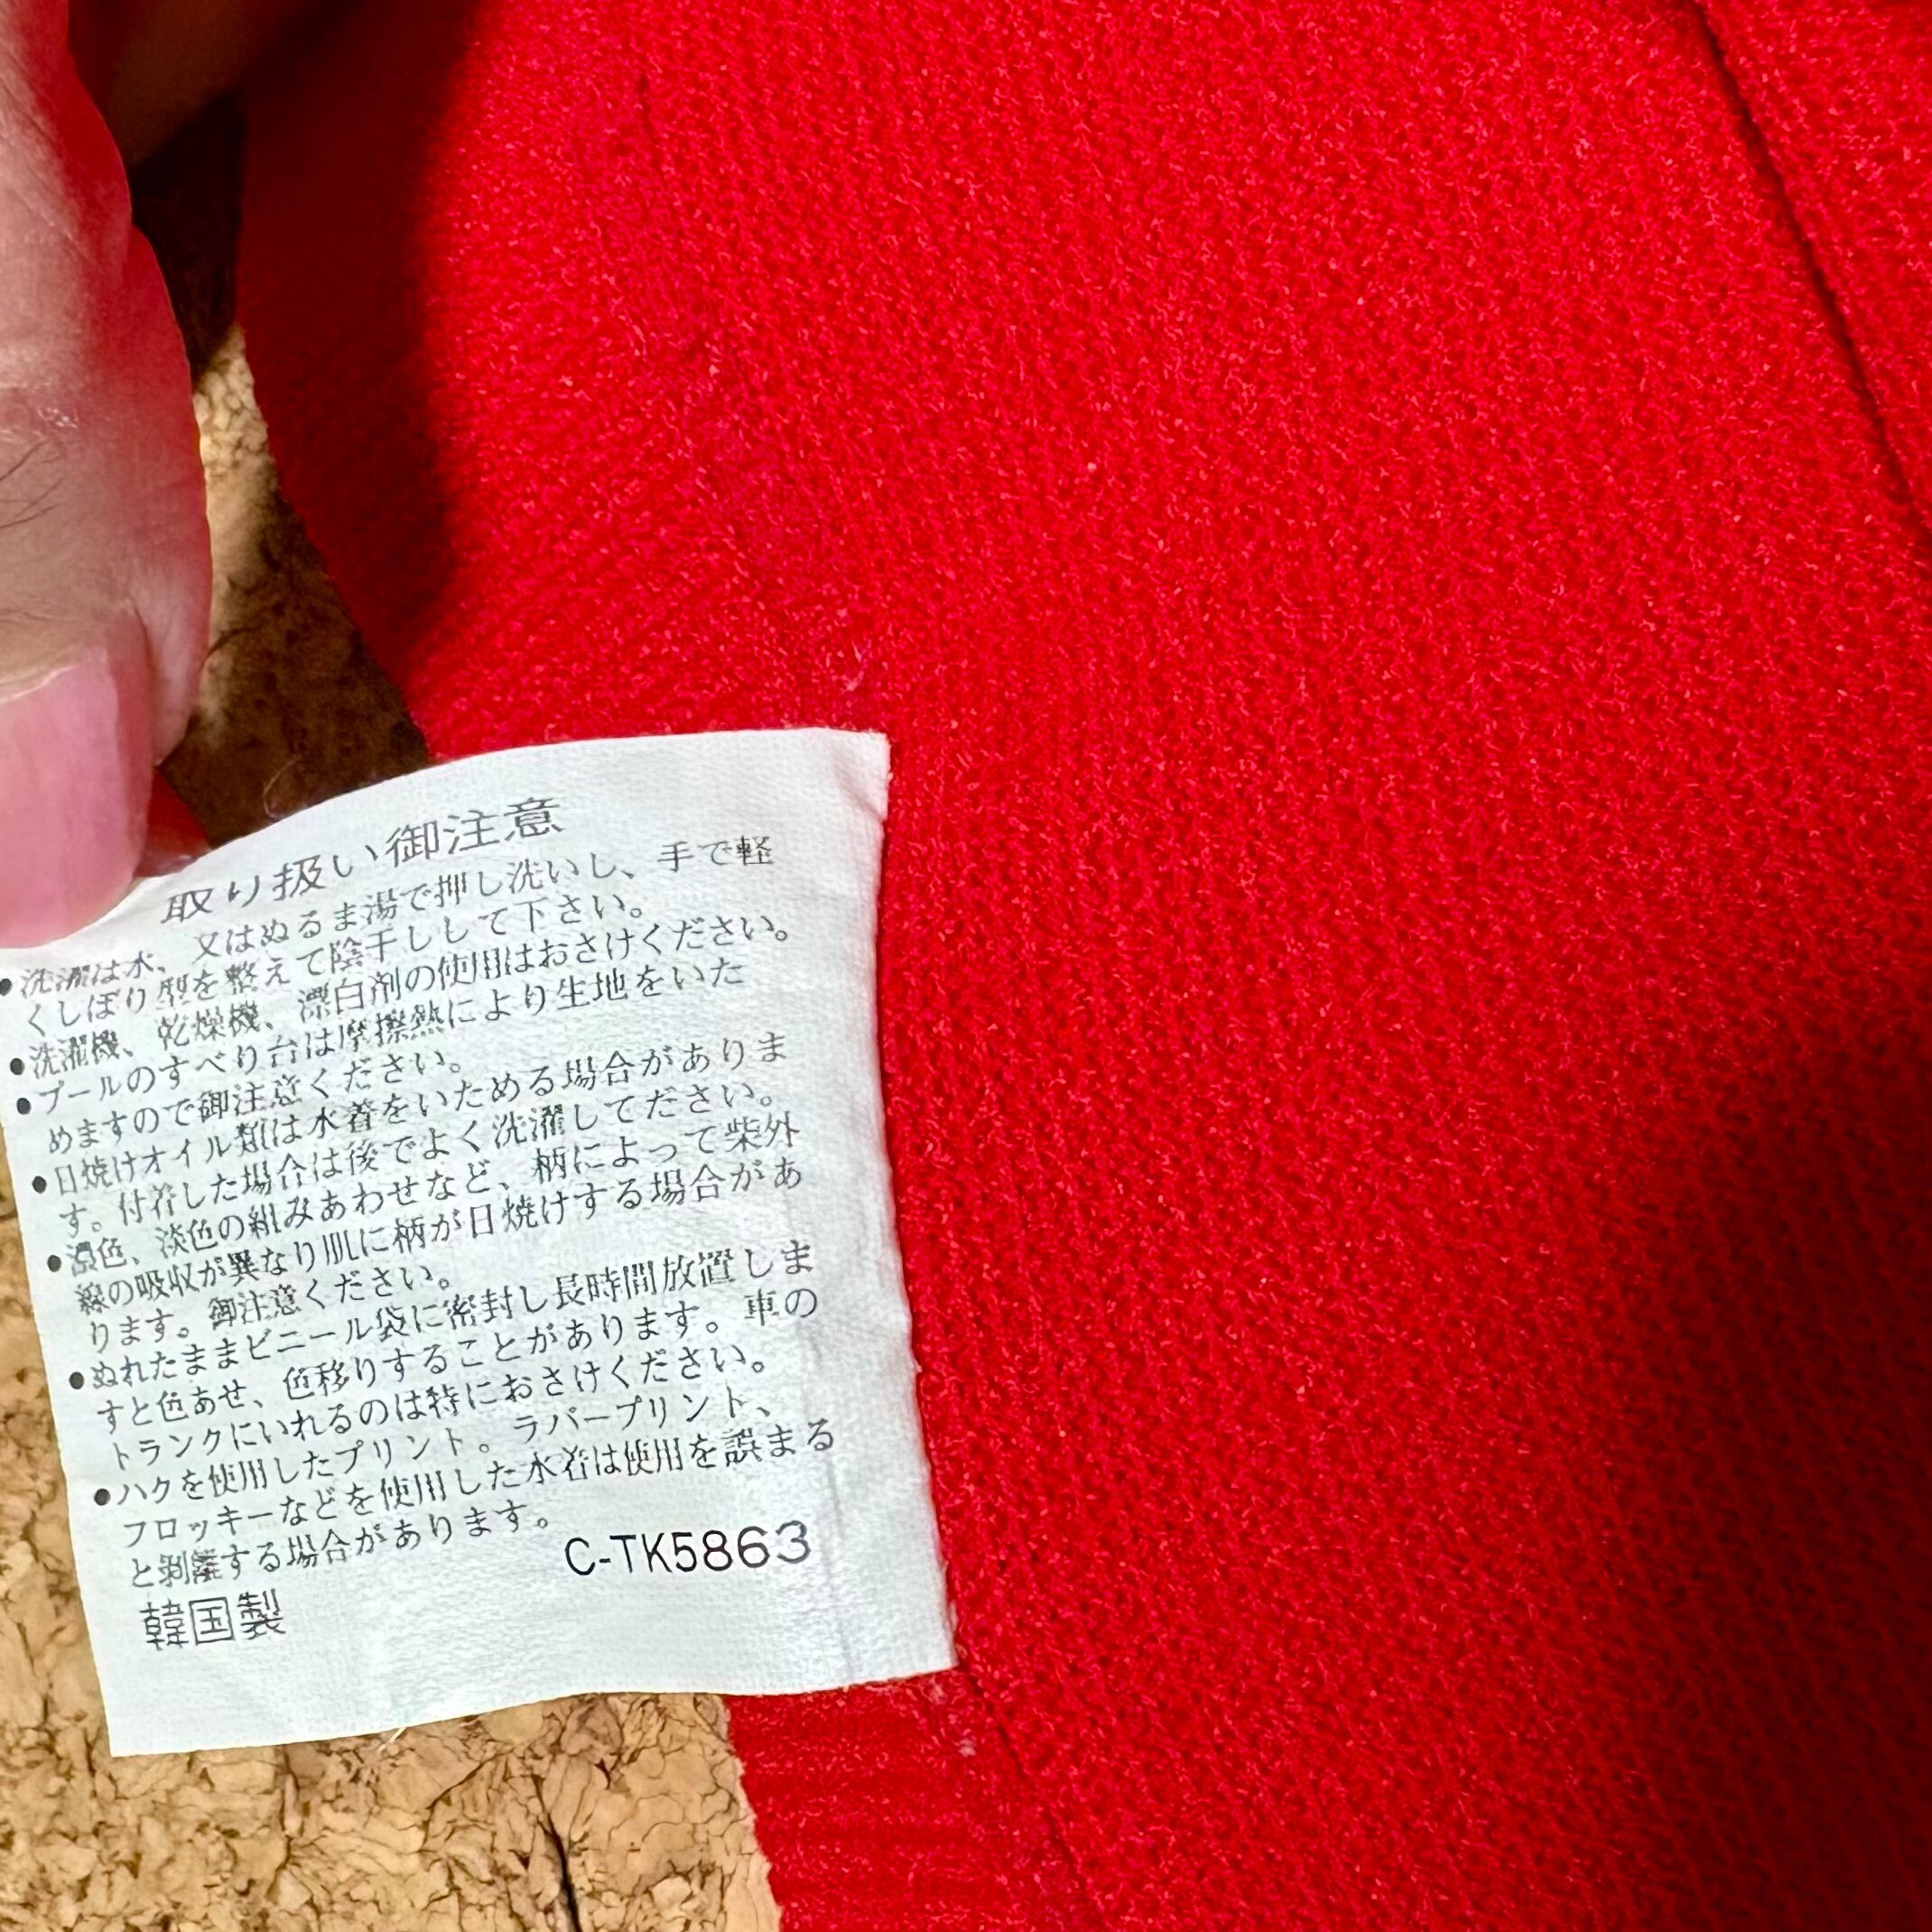 取り扱い御注意
●洗濯は水、又はぬるま湯で押し洗いし、手で軽
くしぼり型を整えて陰干しして下さい。
●洗濯機、乾燥機、漂白剤の使用はおさけください。
●プールのすべり台は摩擦熱により生地をいた
めますので御注意ください。
●日焼けオイル類は水着をいためる場合がありま
す。付着した場合は後でよく洗濯してださい。
●濃色、淡色の組みあわせなど、柄によって柴外
線の吸収が異なり肌に柄が日焼けする場合があ
ります。御注意ください。
●ぬれたままビニール袋に密封し長時間放置しま
すと色あせ、色移りすることがあります。車の
トランクにいれるのは特におさけください。
●ハクを使用したプリント。ラバープリント、
フロッキーなどを使用した水着は使用を誤まる
と剥離する場合があります。
C-TK5863
韓国製